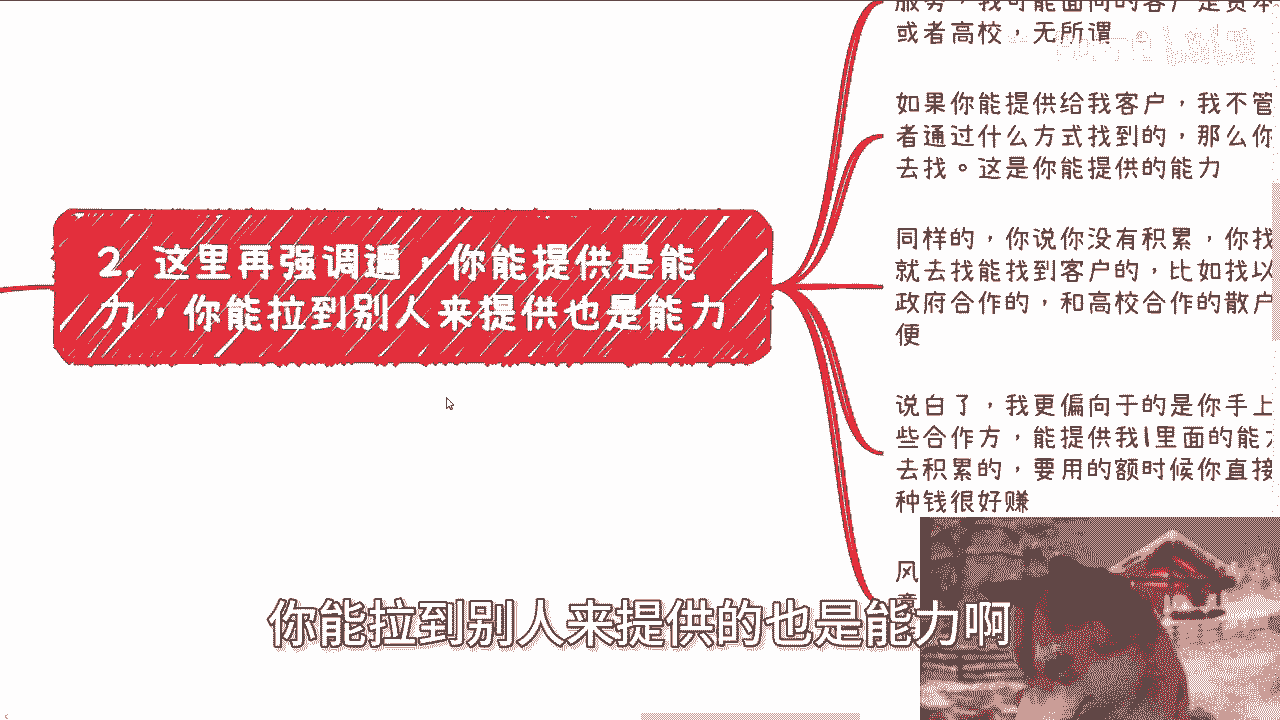 服务，我可能面向的客户是资本
或者高校，无所谓
如果你能提供给我客户，我不管
者通过什么方式找到的，那么你
去找。这是你能提供的能力
2. 这里再强调遍，你能提供是能
力，你能拉到别人来提供也是能力
同样的，你说你没有积累，你找
就去找能找到客户的，比如找以
政府合作的，和高校合作的散户
便
说白了，我更偏向于的是你手上
些合作方，能提供我1里面的能力
去积累的，要用的额时候你直接
种钱很好赚
风
你能拉到别人来提供的也是能力啊